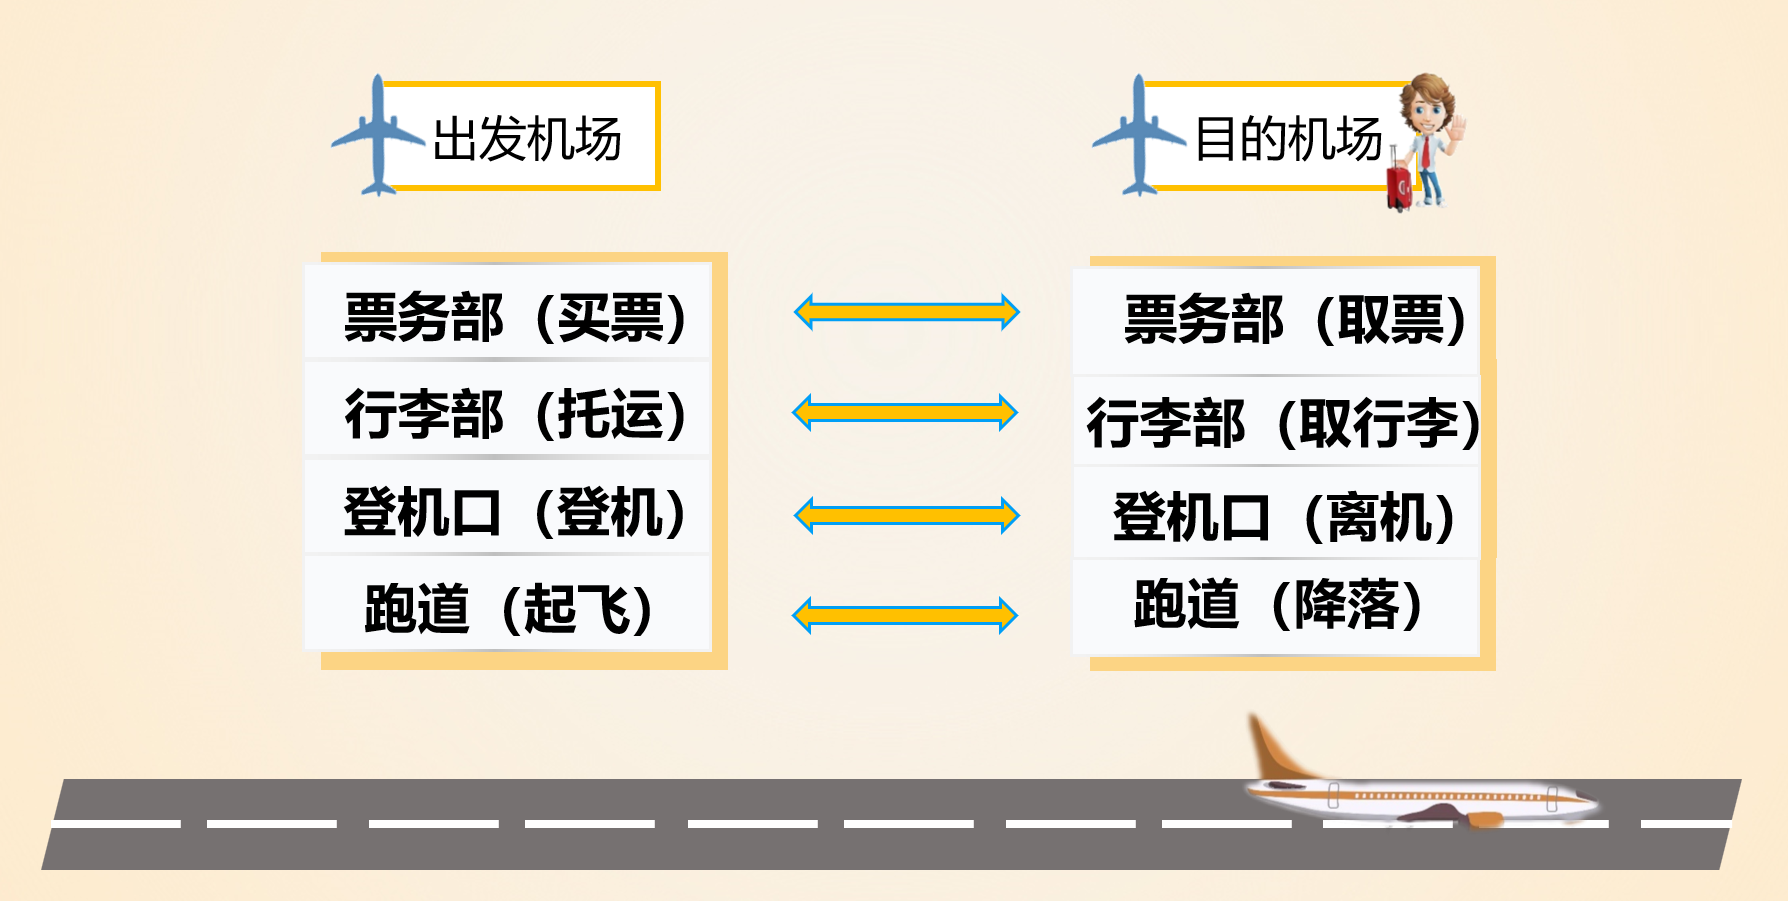 出发机场
目的机场
票务部（买票）
行李部（托运）
登机口（登机）
跑道（起飞）
票务部（取票）
行李部（取行李）
登机口（离机）
跑道（降落）